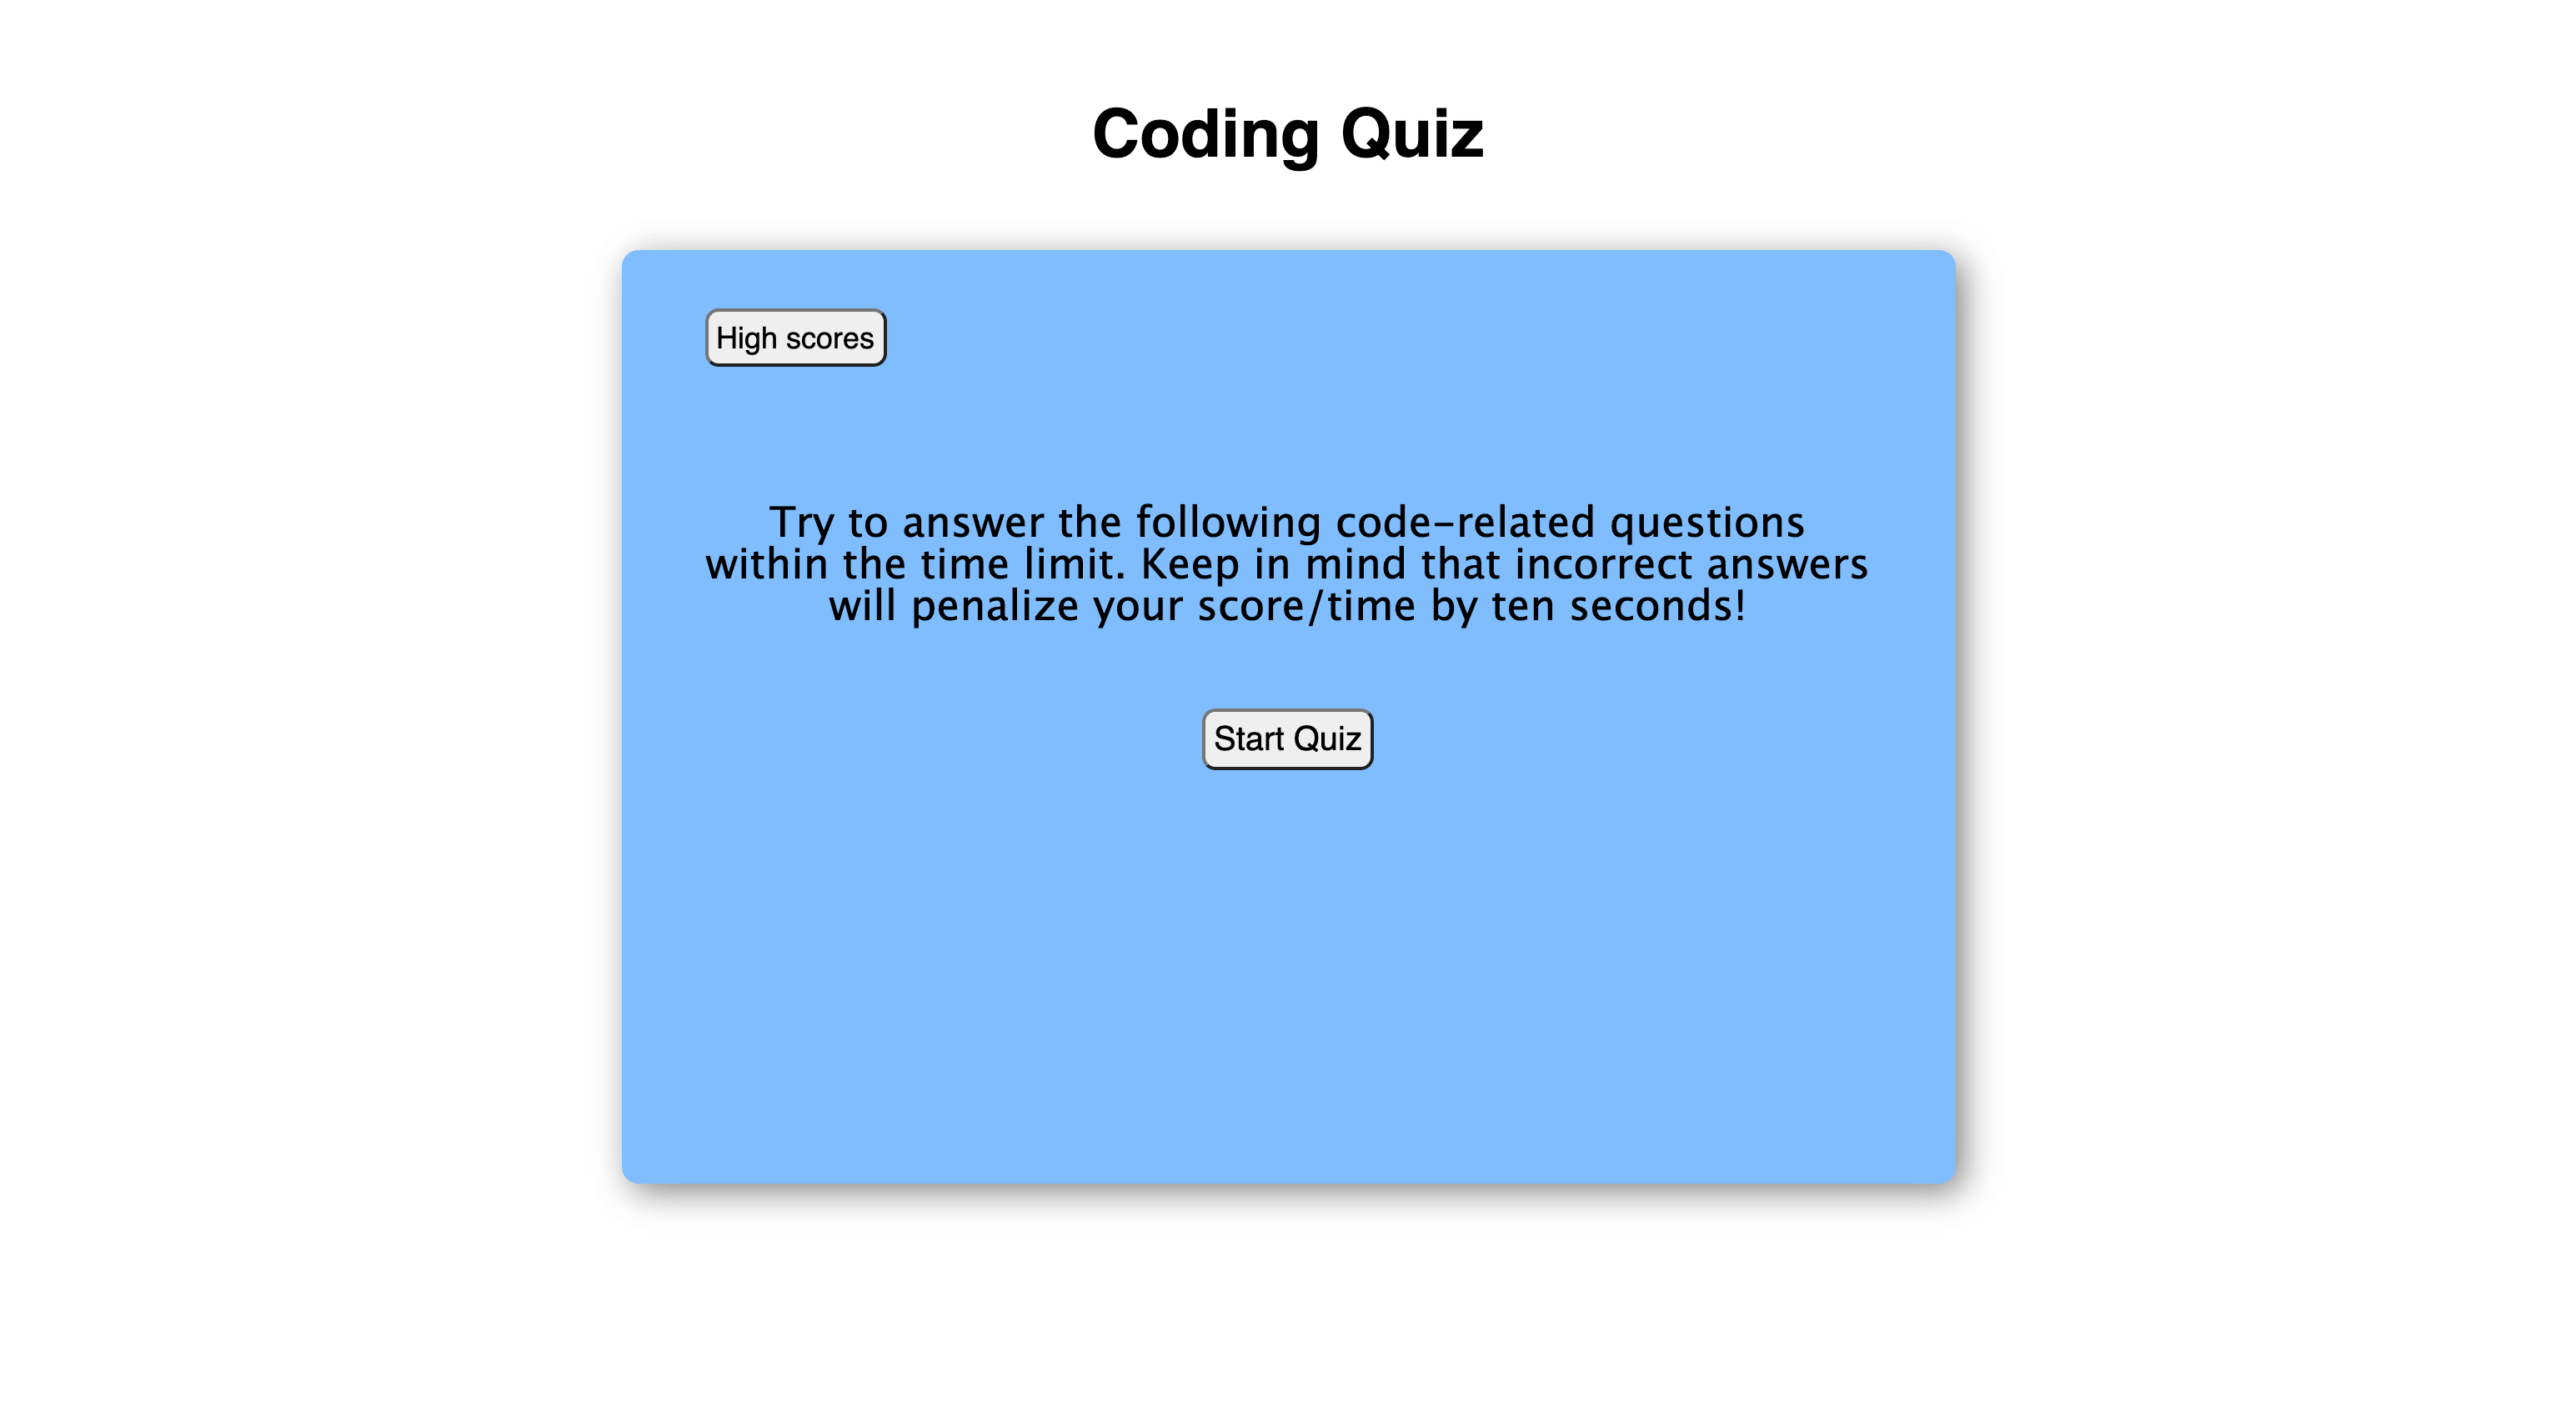 Coding Quiz
High scores
Try to answer the following code-related questions
within the time limit. Keep in mind that incorrect answers
will penalize your score/time by ten seconds!
Start Quiz